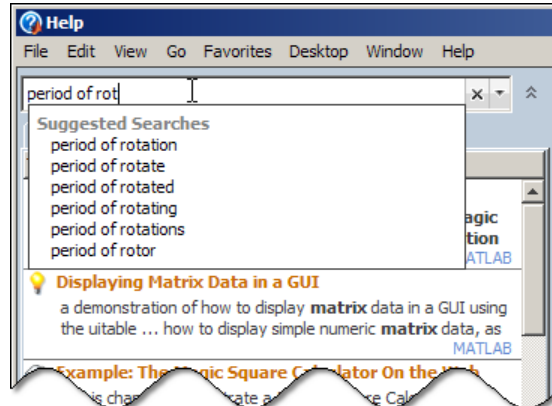 Help
File Edit View Go Favorites Desktop Window Help
period of rot
Suggested Searches
period of rotation
period of rotate
period of rotated
period of rotating
period of rotations
period of rotor
agic
tion
ATLAB
Displaying Matrix Data in a GUI
a demonstration of how to display matrix data in a GUI using
the uitable ... how to display simple numeric matrix data, as
MATLAB
Example: The Magic Square Calculator On the Web